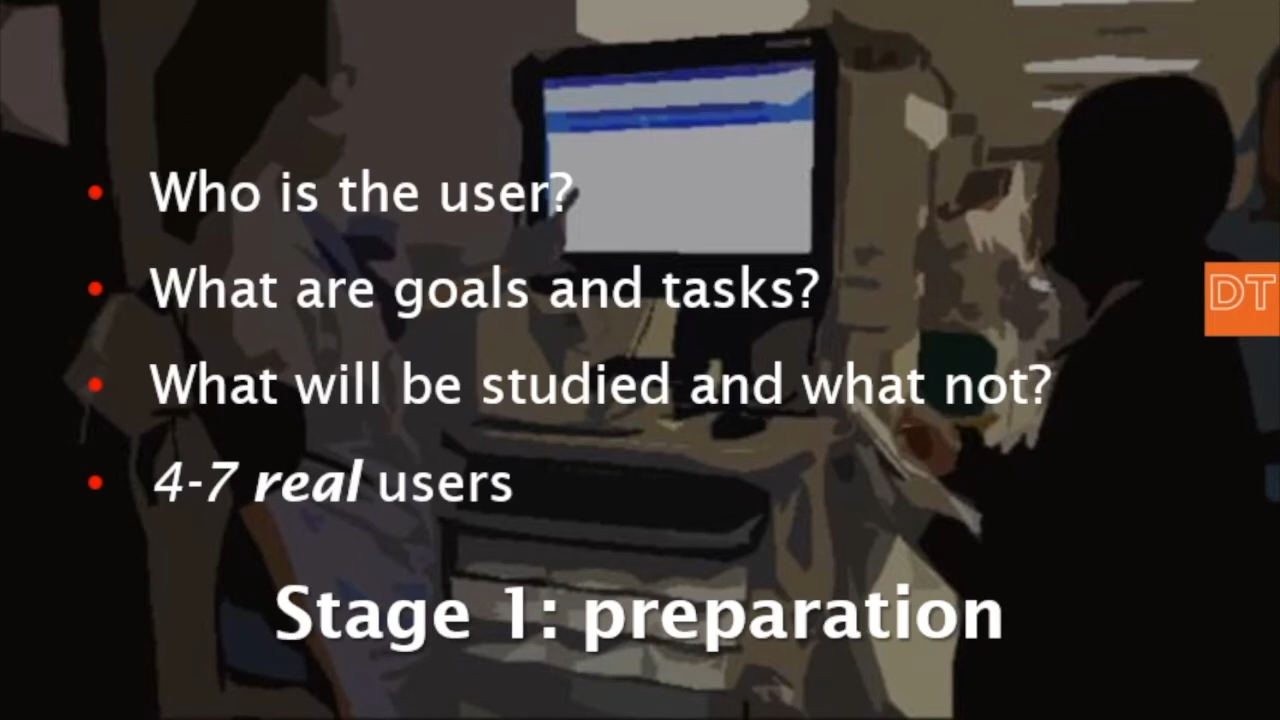 Who is the user?
What are goals and tasks?
DT
What will be studied and what not?
4-7 real users
Stage 1: preparation